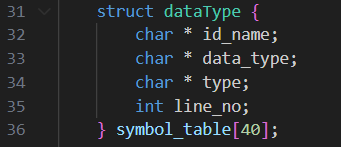 31 struct dataType {
32 char * id_name;
33 char * data_type;
34 char * type;
35 int line_no;
36 } symbol_table[40];